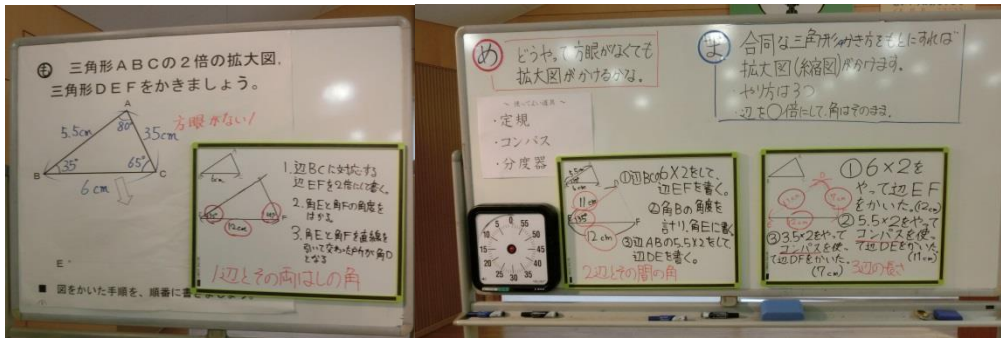 も 三角形ABCの2倍の拡大図,
三角形DEFをかきましょう。
方眼がない!
A
80°
5.5cm
35cm
35°
65°
B
C
6cm
E
■ 図をかいた手順を、順番に書きましょう。
1.辺BCに対応する
辺EFを2倍にして書く。
2.角Eと角Fの角度を
はかる。
3.角Eと角Fを直線を
引いて交わった所が角D
となる
12cm
1辺とその両はしの角
め どうやって方眼がなくても
拡大図がかけるかな。
・定規
・コンパス
・分度器
0
5
10
15
20
25
30
35
40
45
50
55
①辺BCの6×2をして、
辺EFを書く。
②角Bの角度を
計り、角Eに書く
③辺ABの5.5×2をして
辺DEを書く。
11cm
12cm
2辺とその間の角
ま 合同な三角形のかき方をもとにすれば
拡大図(縮図)がかけます。
・やり方は3つ
・辺を○倍にして、角はそのまま。
①6×2を
やって辺EF
をかいた。(12cm)
②5.5×2をやって
コンパスを使っ
て辺DEをかいた。
(11cm)
③3.5×2をやって
コンパスを使っ
て辺DFをかいた。
(7cm)
3辺の長さ